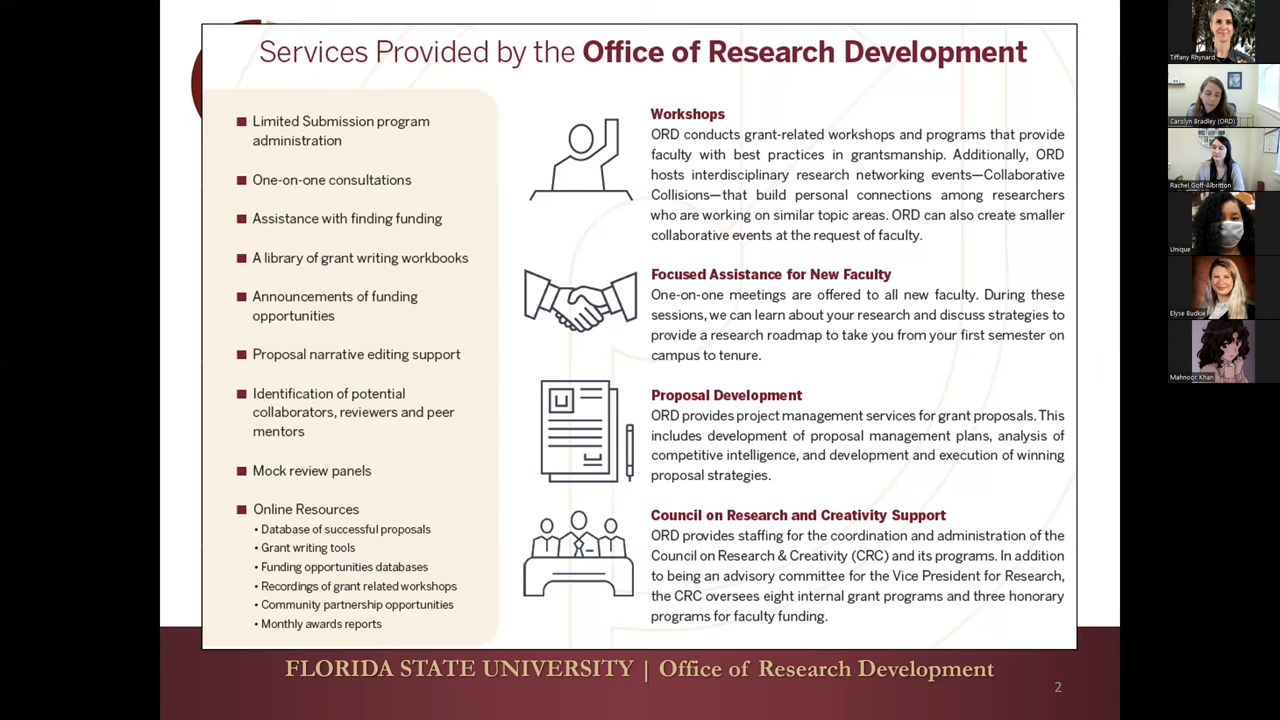 Services Provided by the Office of Research Development
Limited Submission program
administration
One-on-one consultations
Assistance with finding funding
A library of grant writing workbooks
Announcements of funding
opportunities
Proposal narrative editing support
Identification of potential
collaborators, reviewers and peer
mentors
Mock review panels
Online Resources
• Database of successful proposals
• Grant writing tools
• Funding opportunities databases
• Recordings of grant related workshops
• Community partnership opportunities
• Monthly awards reports
Workshops
ORD conducts grant-related workshops and programs that provide
faculty with best practices in grantsmanship. Additionally, ORD
hosts interdisciplinary research networking events—Collaborative
Collisions—that build personal connections among researchers
who are working on similar topic areas. ORD can also create smaller
collaborative events at the request of faculty.
Focused Assistance for New Faculty
One-on-one meetings are offered to all new faculty. During these
sessions, we can learn about your research and discuss strategies to
provide a research roadmap to take you from your first semester on
campus to tenure.
Proposal Development
ORD provides project management services for grant proposals. This
includes development of proposal management plans, analysis of
competitive intelligence, and development and execution of winning
proposal strategies.
Council on Research and Creativity Support
ORD provides staffing for the coordination and administration of the
Council on Research & Creativity (CRC) and its programs. In addition
to being an advisory committee for the Vice President for Research,
the CRC oversees eight internal grant programs and three honorary
programs for faculty funding.
FLORIDA STATE UNIVERSITY | Office of Research Development
2
Tiffany Rhynard
Carolyn Bradley (ORD)
Rachel Goff-Albritton
Unique
Elyse Budkie
Mahnoor Khan